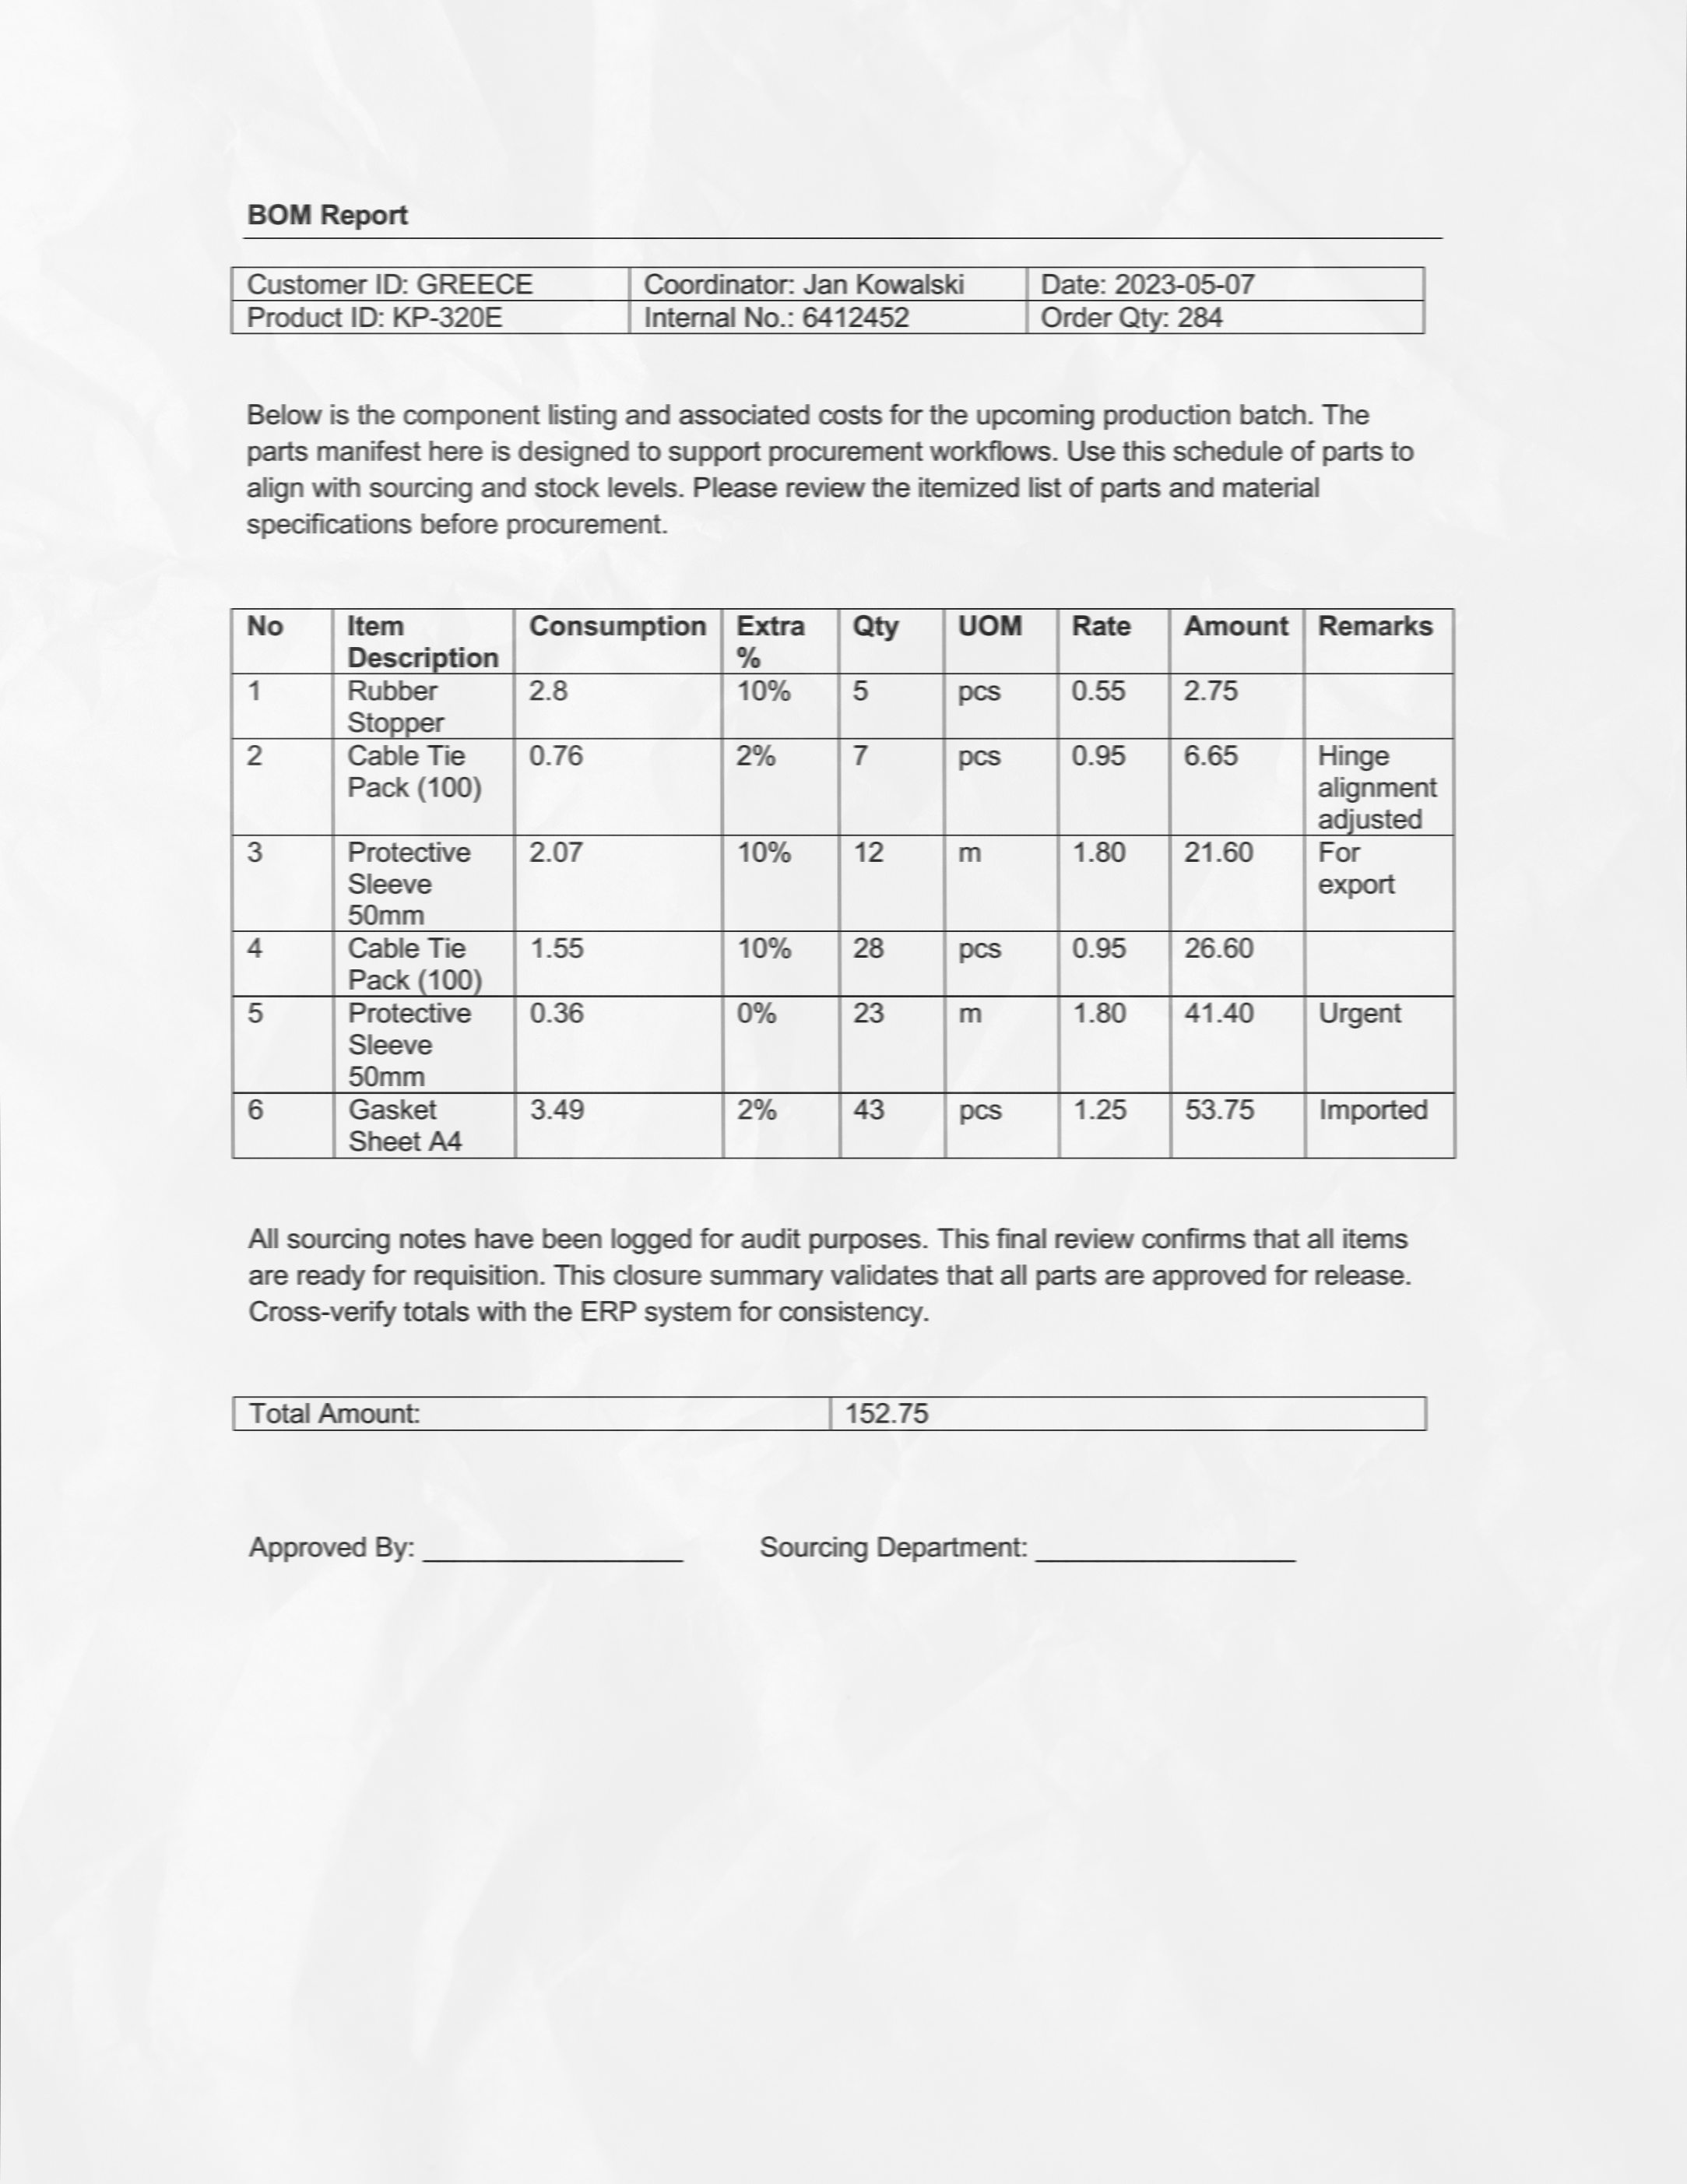 BOM Report
Customer ID: GREECE Coordinator: Jan Kowalski Date: 2023-05-07
Product ID: KP-320E Internal No.: 6412452 Order Qty: 284
Below is the component listing and associated costs for the upcoming production batch. The
parts manifest here is designed to support procurement workflows. Use this schedule of parts to
align with sourcing and stock levels. Please review the itemized list of parts and material
specifications before procurement.
No Item Consumption Extra Qty UOM Rate Amount Remarks
Description %
1 Rubber 2.8 10% 5 pcs 0.55 2.75
Stopper
2 Cable Tie 0.76 2% 7 pcs 0.95 6.65 Hinge
Pack (100) alignment
adjusted
3 Protective 2.07 10% 12 m 1.80 21.60 For
Sleeve export
50mm
4 Cable Tie 1.55 10% 28 pcs 0.95 26.60
Pack (100)
5 Protective 0.36 0% 23 m 1.80 41.40 Urgent
Sleeve
50mm
6 Gasket 3.49 2% 43 pcs 1.25 53.75 Imported
Sheet A4
All sourcing notes have been logged for audit purposes. This final review confirms that all items
are ready for requisition. This closure summary validates that all parts are approved for release.
Cross-verify totals with the ERP system for consistency.
Total Amount: 152.75
Approved By: __________________ Sourcing Department: __________________